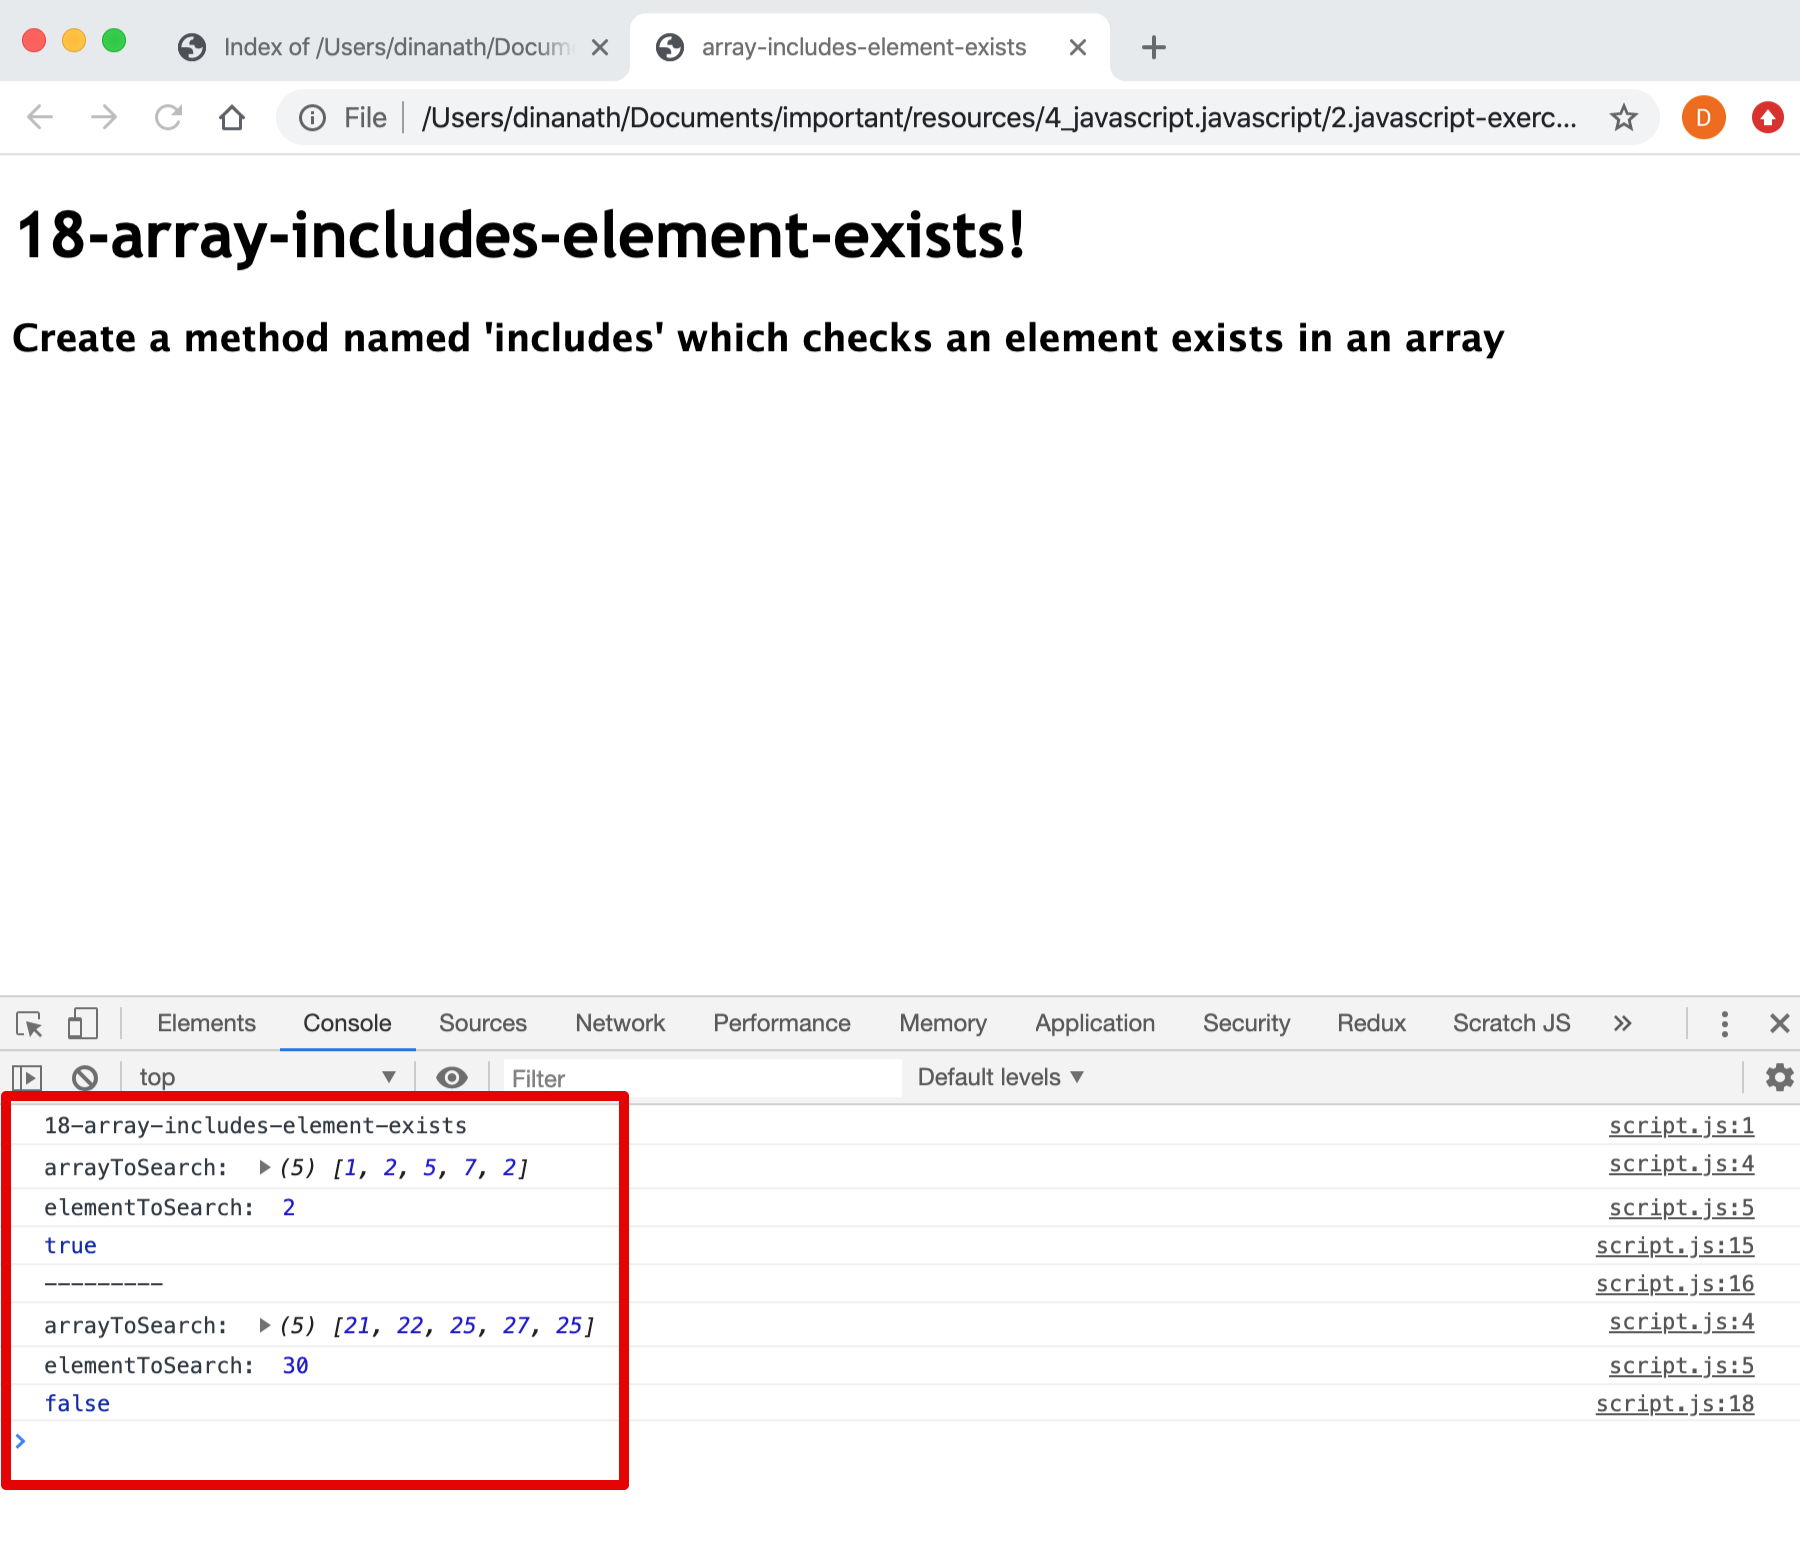 Index of /Users/dinanath/Docum
array-includes-element-exists
File /Users/dinanath/Documents/important/resources/4_javascript.javascript/2.javascript-exerc...
D
18-array-includes-element-exists!
Create a method named 'includes' which checks an element exists in an array
Elements Console Sources Network Performance Memory Application Security Redux Scratch JS »
top Filter Default levels
18-array-includes-element-exists script.js:1
arrayToSearch: (5) [1, 2, 5, 7, 2] script.js:4
elementToSearch: 2 script.js:5
true script.js:15
--------- script.js:16
arrayToSearch: (5) [21, 22, 25, 27, 25] script.js:4
elementToSearch: 30 script.js:5
false script.js:18